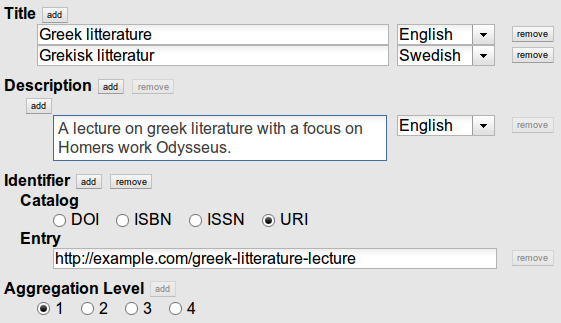 Title add
Greek litterature English remove
Grekisk litteratur Swedish remove
Description add remove
add
A lecture on greek literature with a focus on English remove
Homers work Odysseus.
Identifier add remove
Catalog
DOI ISBN ISSN URI
Entry
http://example.com/greek-litterature-lecture remove
Aggregation Level add
1 2 3 4